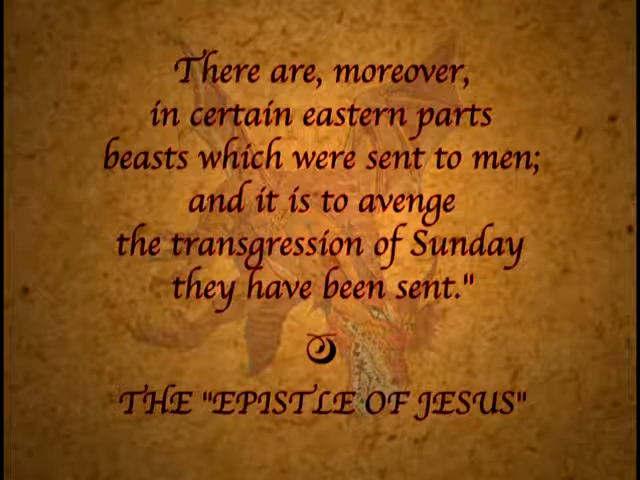 There are, moreover,
in certain eastern parts
beasts which were sent to men;
and it is to avenge
the transgression of Sunday
they have been sent."
THE "EPISTLE OF JESUS"